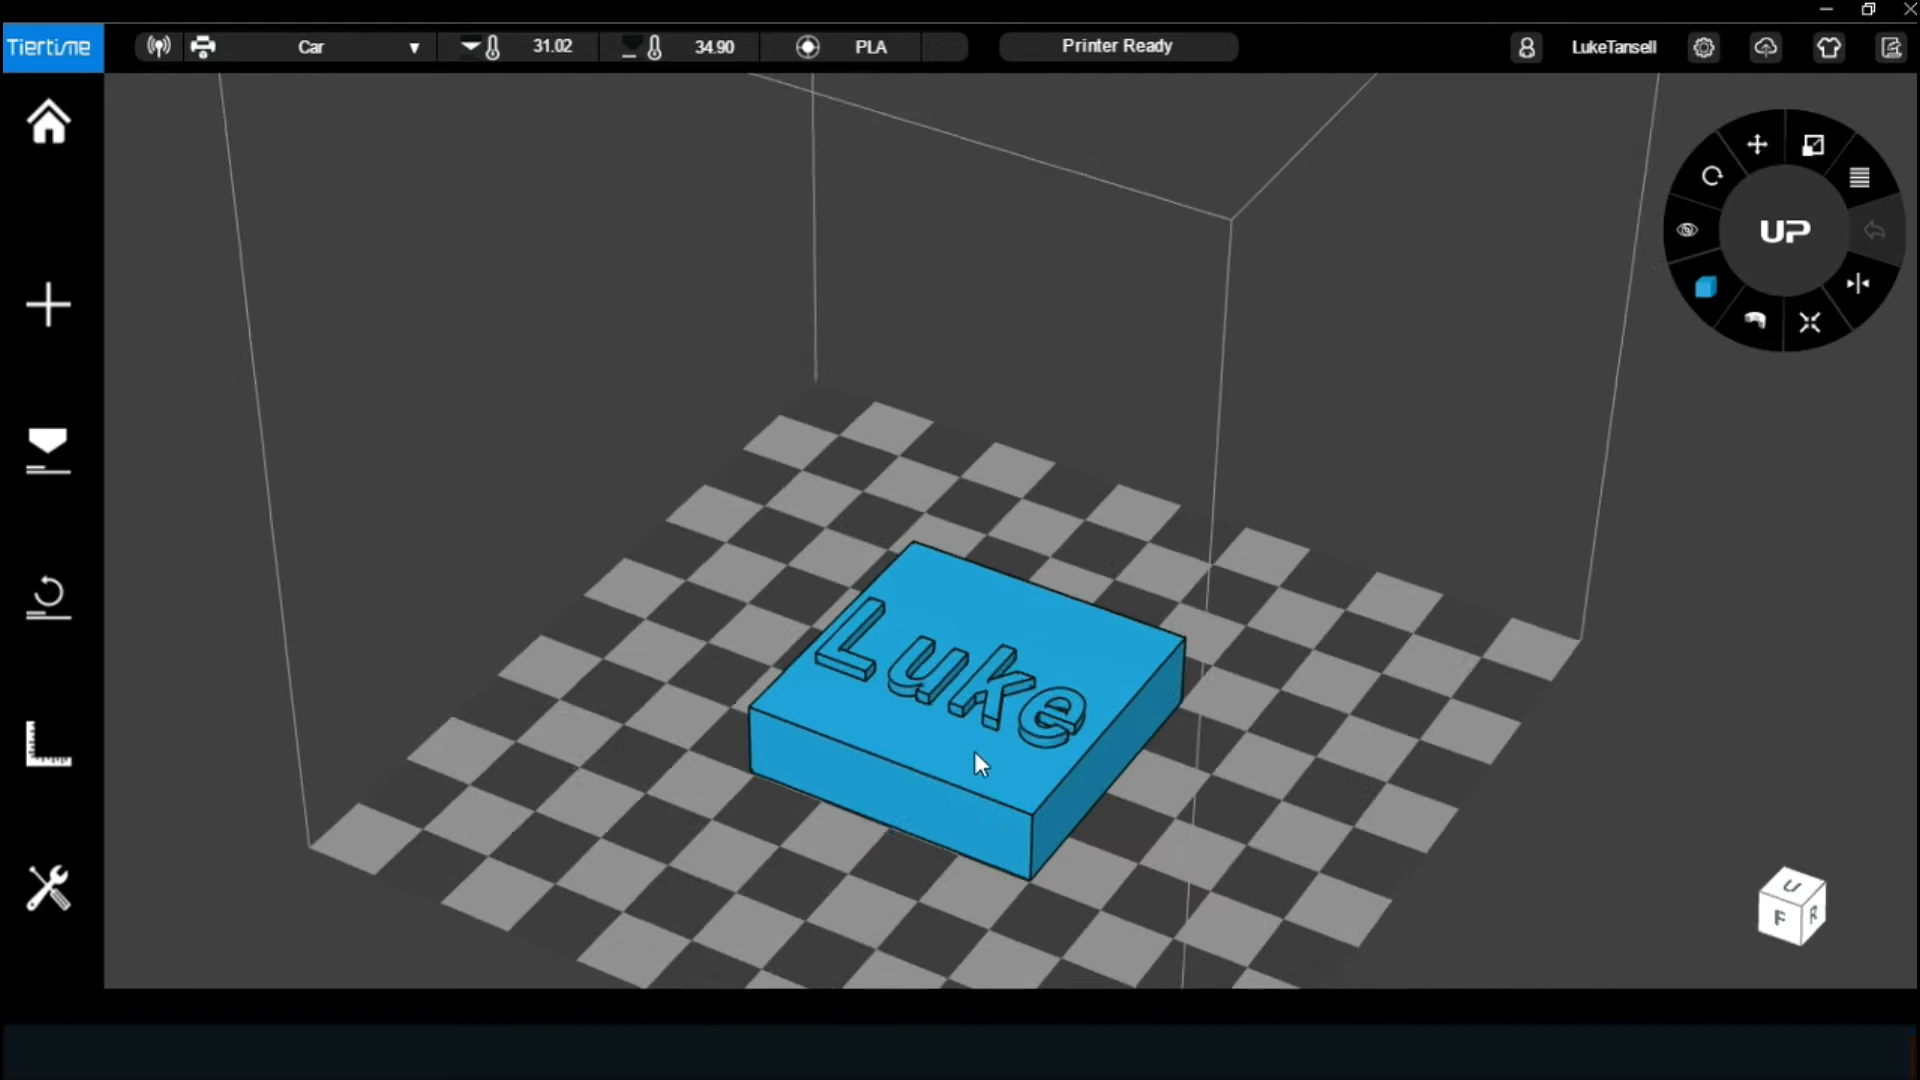 Tiertime
Car
31.02
34.90
PLA
Printer Ready
LukeTansell
UP
Luke
U
F
R